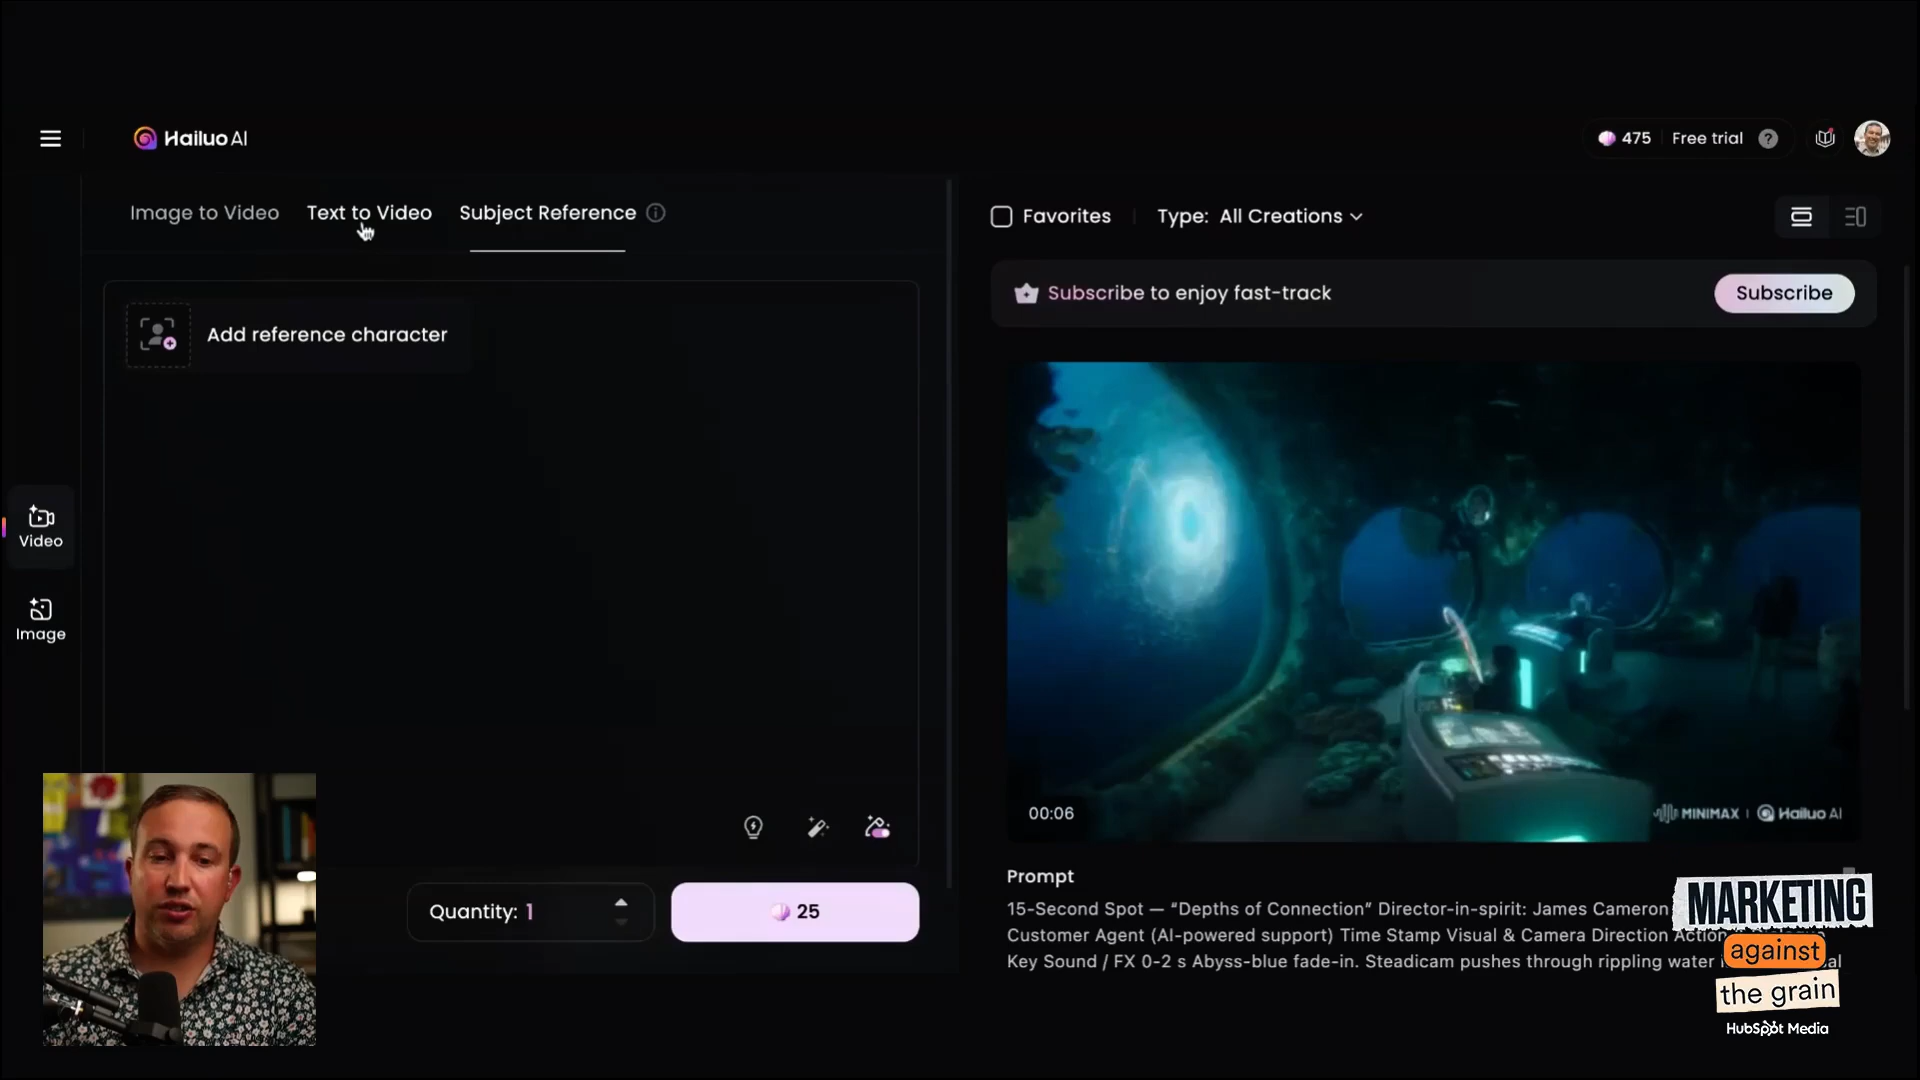 Hailuo AI
475 Free trial ?
Image to Video Text to Video Subject Reference
Favorites Type: All Creations
Subscribe to enjoy fast-track Subscribe
Add reference character
Video
Image
00:06
MINIMAX | Hailuo AI
Quantity: 1
25
Prompt
15-Second Spot — “Depths of Connection” Director-in-spirit: James Cameron
Customer Agent (AI-powered support) Time Stamp Visual & Camera Direction Action
Key Sound / FX 0-2 s Abyss-blue fade-in. Steadicam pushes through rippling water
MARKETING
against
the grain
HubSpot Media